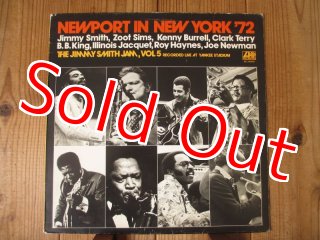 NEWPORT IN NEW YORK '72
Jimmy Smith, Zoot Sims, Kenny Burrell, Clark Terry
B.B. King, Illinois Jacquet, Roy Haynes, Joe Newman
THE JIMMY SMITH JAM, VOL 5 RECORDED LIVE AT YANKEE STADIUM
Sold Out